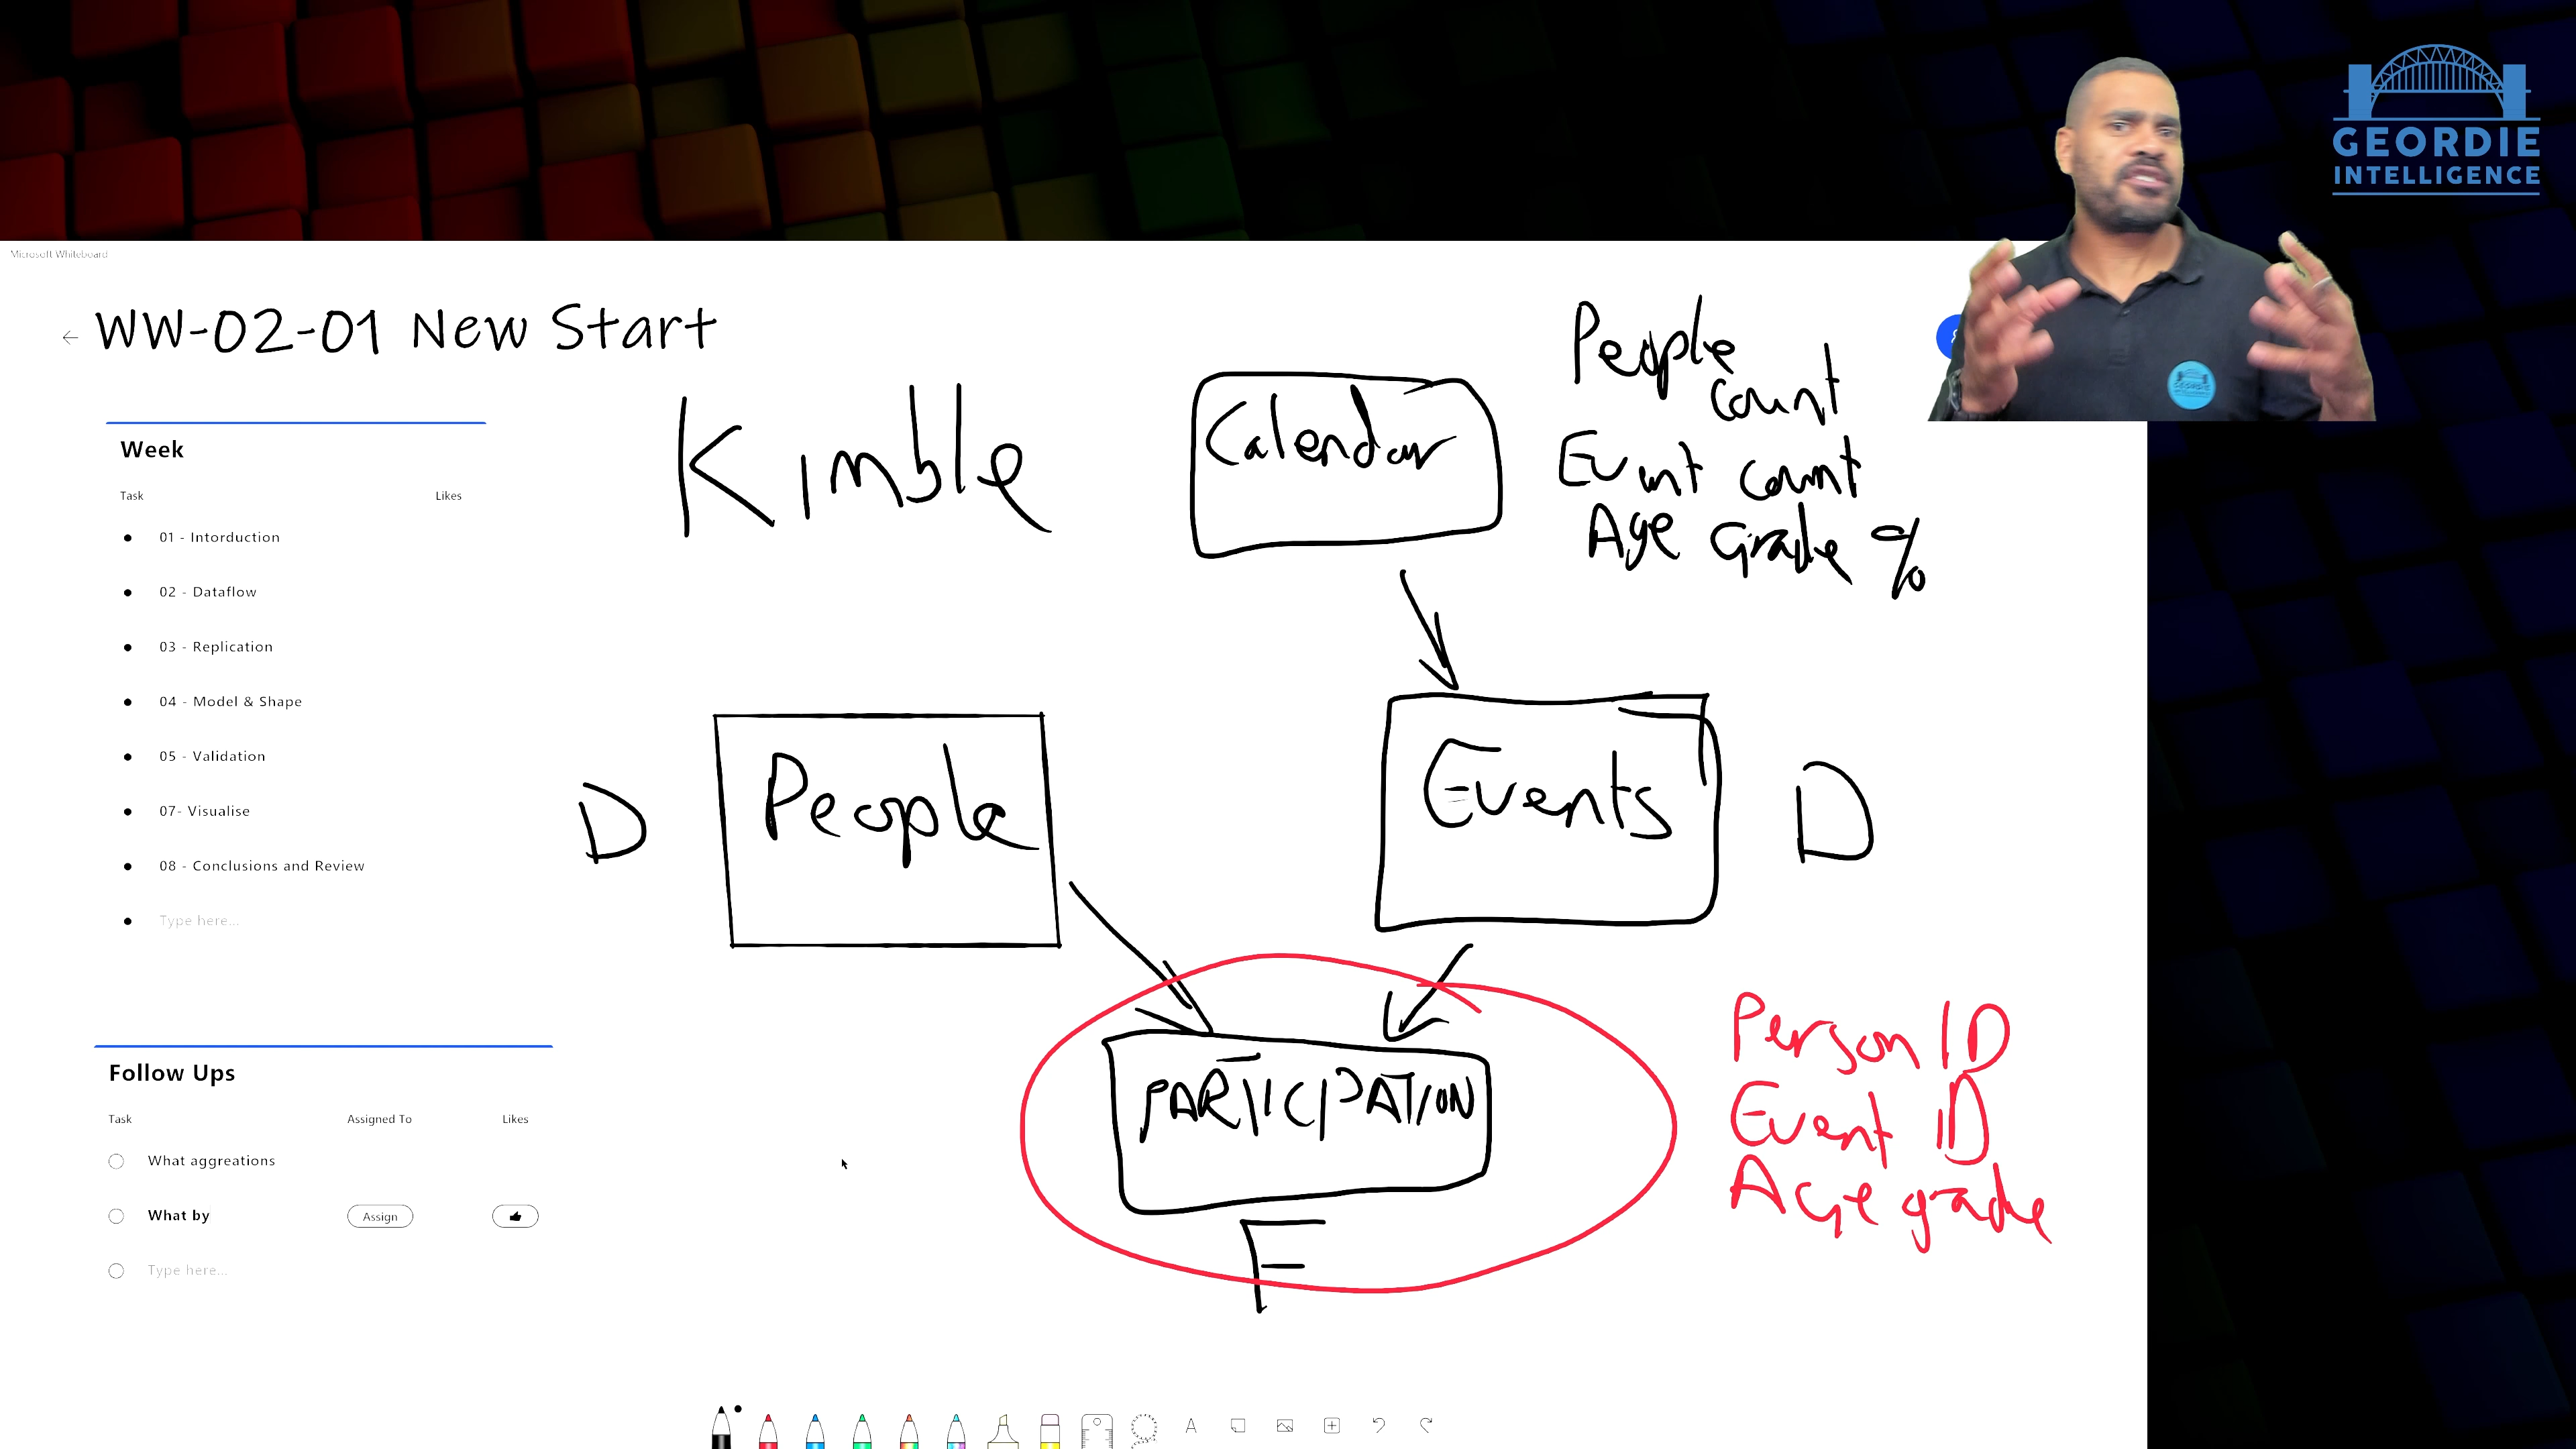 GEORDIE
INTELLIGENCE
Microsoft Whiteboard
WW-02-01 New Start
Week
Task Likes
01 - Intorduction
02 - Dataflow
03 - Replication
04 - Model & Shape
05 - Validation
07- Visualise
08 - Conclusions and Review
Type here...
Follow Ups
Task Assigned To Likes
What aggreations
What by Assign
Type here...
Kimble
Calendar
People
count
Event count
Age Grade %
D
People
Events
D
PARTICIPATION
F
Person ID
Event ID
Age grade
A